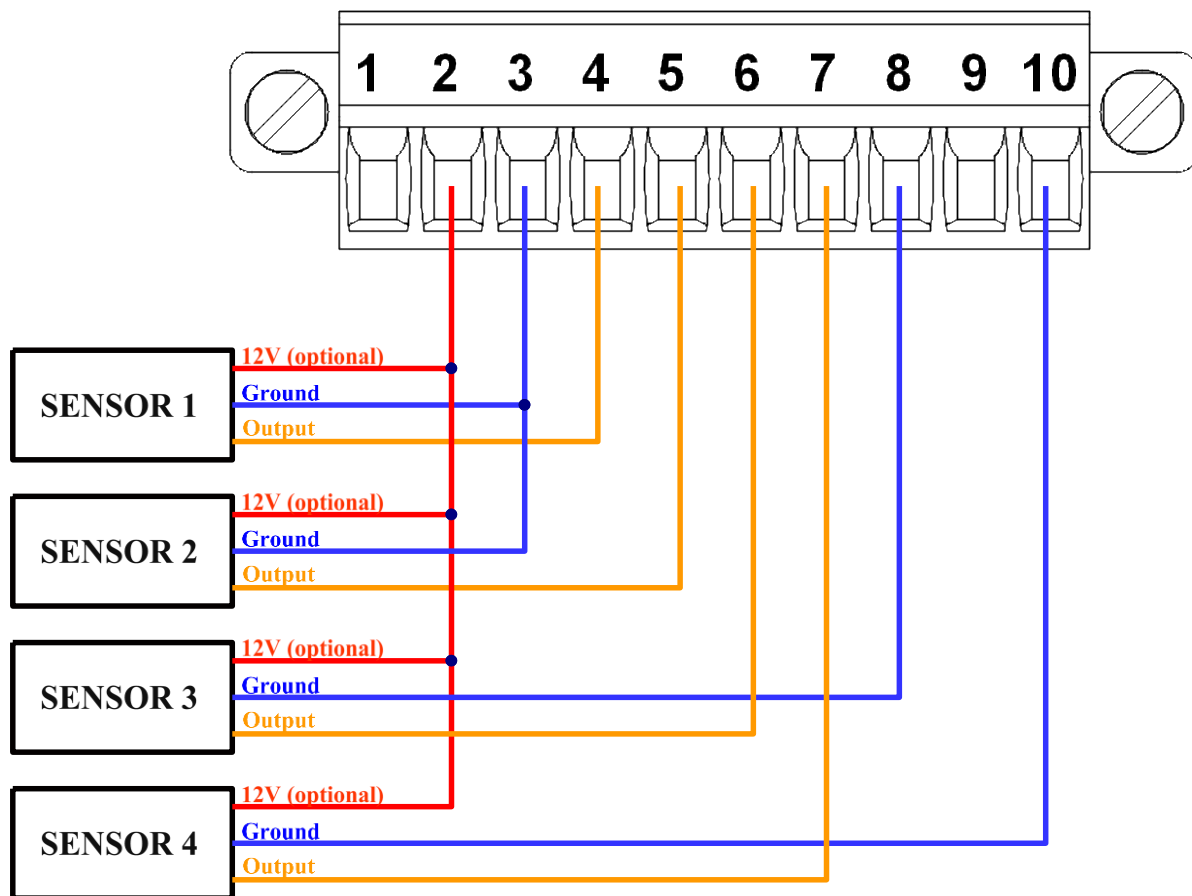 1 2 3 4 5 6 7 8 9 10
12V (optional)
SENSOR 1
Ground
Output
12V (optional)
SENSOR 2
Ground
Output
12V (optional)
SENSOR 3
Ground
Output
12V (optional)
SENSOR 4
Ground
Output